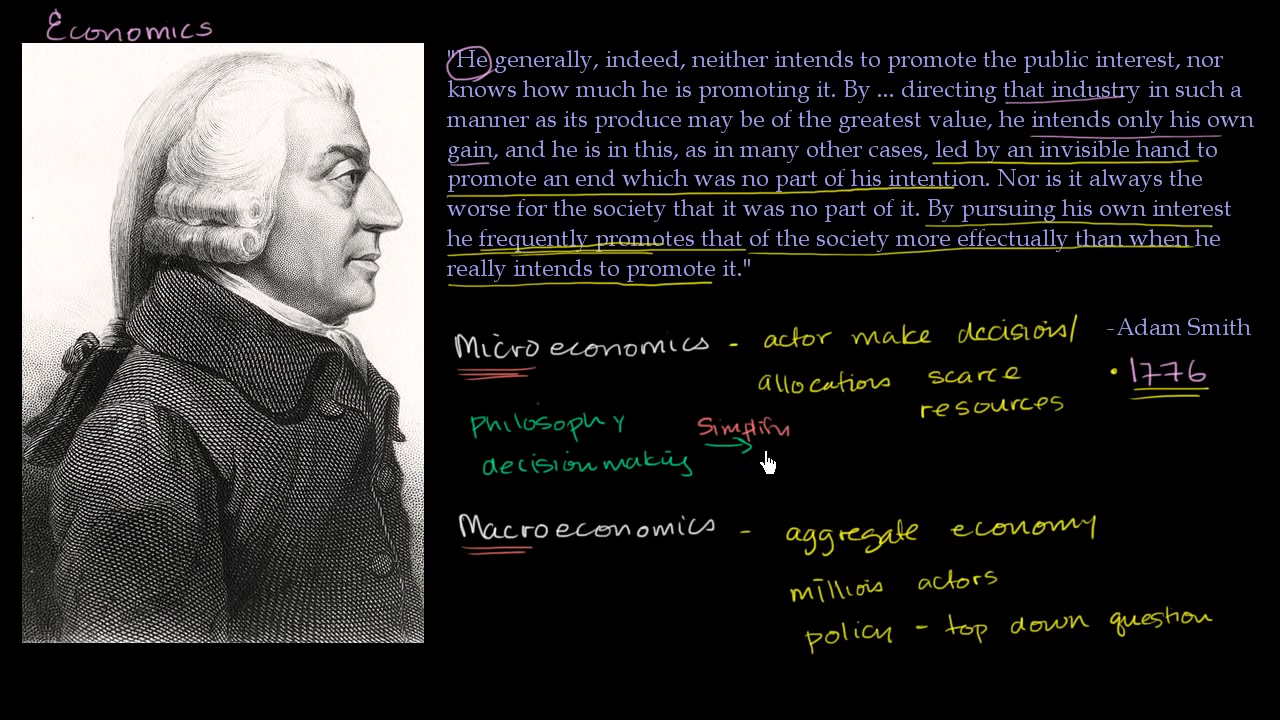 Economics
"He generally, indeed, neither intends to promote the public interest, nor
knows how much he is promoting it. By ... directing that industry in such a
manner as its produce may be of the greatest value, he intends only his own
gain, and he is in this, as in many other cases, led by an invisible hand to
promote an end which was no part of his intention. Nor is it always the
worse for the society that it was no part of it. By pursuing his own interest
he frequently promotes that of the society more effectually than when he
really intends to promote it."
-Adam Smith
• 1776
Microeconomics - actor make decisions/
allocations scarce
resources
philosophy
decision making
Simplify
Macroeconomics - aggregate economy
millions actors
policy - top down question